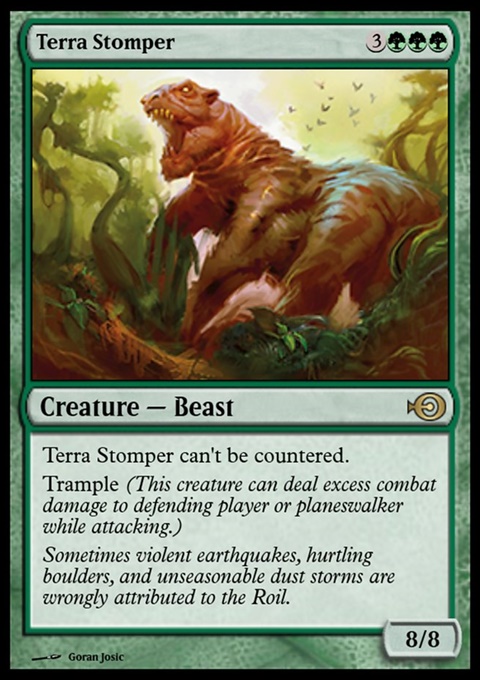 Terra Stomper 3
Creature — Beast
Terra Stomper can't be countered.
Trample (This creature can deal excess combat
damage to defending player or planeswalker
while attacking.)
Sometimes violent earthquakes, hurtling
boulders, and unseasonable dust storms are
wrongly attributed to the Roil.
8/8
Goran Josic